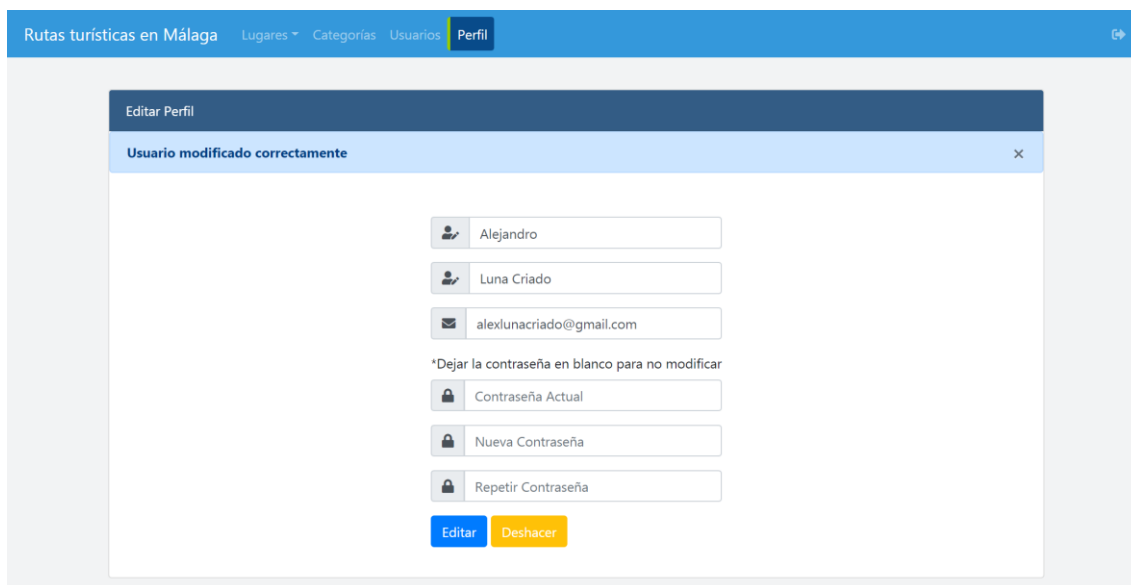 Rutas turísticas en Málaga Lugares Categorías Usuarios Perfil
Editar Perfil
Usuario modificado correctamente ×
Alejandro
Luna Criado
alexlunacriado@gmail.com
*Dejar la contraseña en blanco para no modificar
Contraseña Actual
Nueva Contraseña
Repetir Contraseña
Editar Deshacer